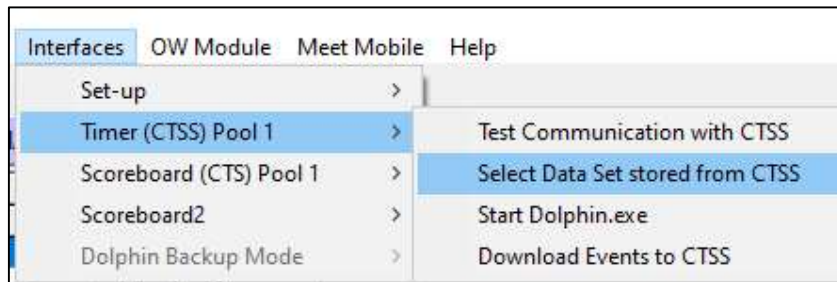 Interfaces OW Module Meet Mobile Help
Set-up >
Timer (CTSS) Pool 1 >
Test Communication with CTSS
Scoreboard (CTS) Pool 1 >
Select Data Set stored from CTSS
Scoreboard2 >
Start Dolphin.exe
Dolphin Backup Mode >
Download Events to CTSS